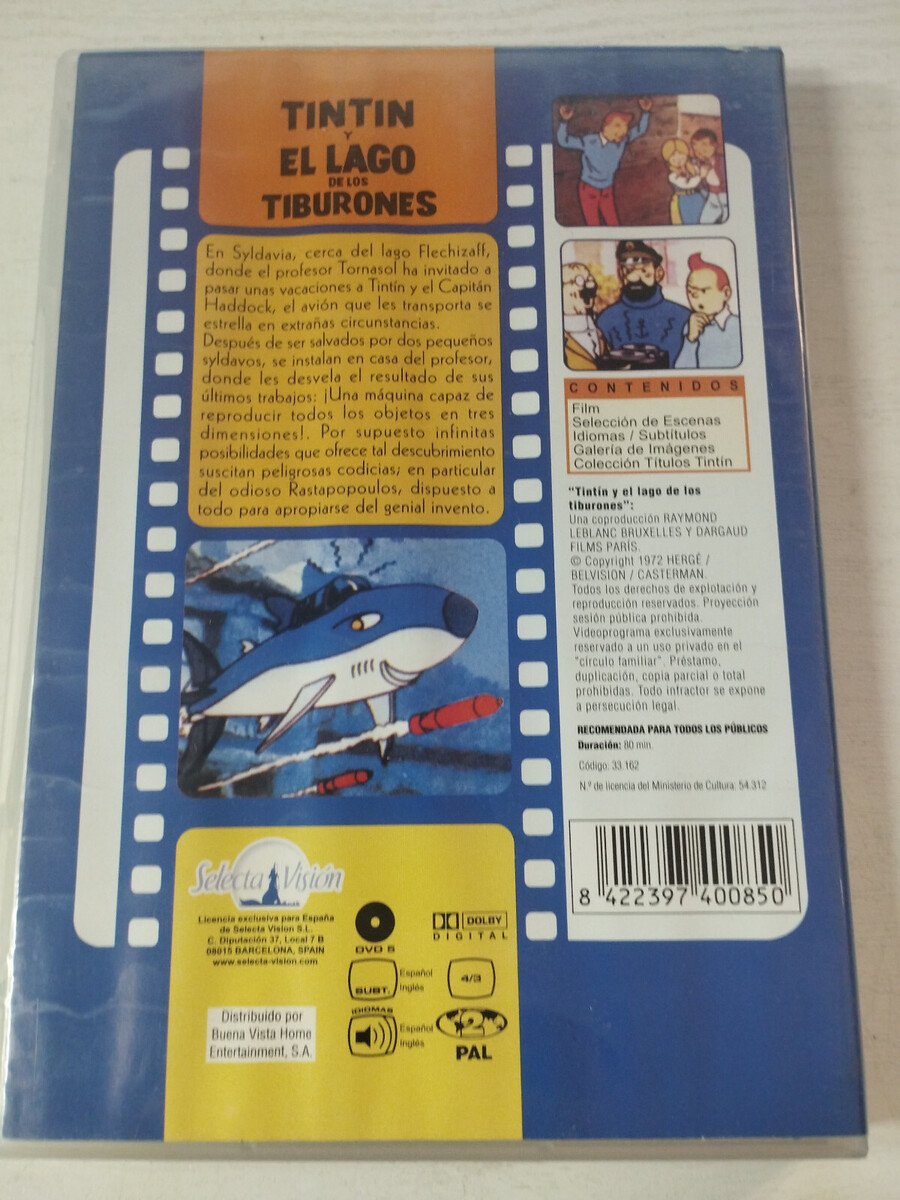 TINTIN
Y
EL LAGO
DE LOS
TIBURONES
En Syldavia, cerca del lago Flechizaff,
donde el profesor Tornasol ha invitado a
pasar unas vacaciones a Tintín y el Capitán
Haddock, el avión que les transporta se
estrella en extrañas circunstancias.
Después de ser salvados por dos pequeños
syldavos, se instalan en casa del profesor,
donde les desvela el resultado de sus
últimos trabajos: ¡Una máquina capaz de
reproducir todos los objetos en tres
dimensiones!. Por supuesto infinitas
posibilidades que ofrece tal descubrimiento
suscitan peligrosas codicias; en particular
del odioso Rastapopoulos, dispuesto a
todo para apropiarse del genial invento.
CONTENIDOS
Film
Selección de Escenas
Idiomas / Subtítulos
Galería de Imágenes
Colección Títulos Tintín
"Tintín y el lago de los
tiburones":
Una coproducción RAYMOND
LEBLANC BRUXELLES Y DARGAUD
FILMS PARÍS.
© Copyright 1972 HERGÉ /
BELVISION / CASTERMAN.
Todos los derechos de explotación y
reproducción reservados. Proyección
sesión pública prohibida.
Videoprograma exclusivamente
reservado a un uso privado en el
"círculo familiar". Préstamo,
duplicación, copia parcial o total
prohibidas. Todo infractor se expone
a persecución legal.
RECOMENDADA PARA TODOS LOS PÚBLICOS
Duración: 80 min.
Código: 33.162
N.º de licencia del Ministerio de Cultura: 54.312
8 422397 400850
Selecta Visión
Licencia exclusiva para España
de Selecta Vision S.L.
C. Diputación 37, Local 7 B
08015 BARCELONA, SPAIN
www.selecta-vision.com
Distribuido por
Buena Vista Home
Entertainment, S.A.
DVD 5
DOLBY
DIGITAL
SUBT.
Español
Inglés
4/3
IDIOMAS
Español
Inglés
2
PAL